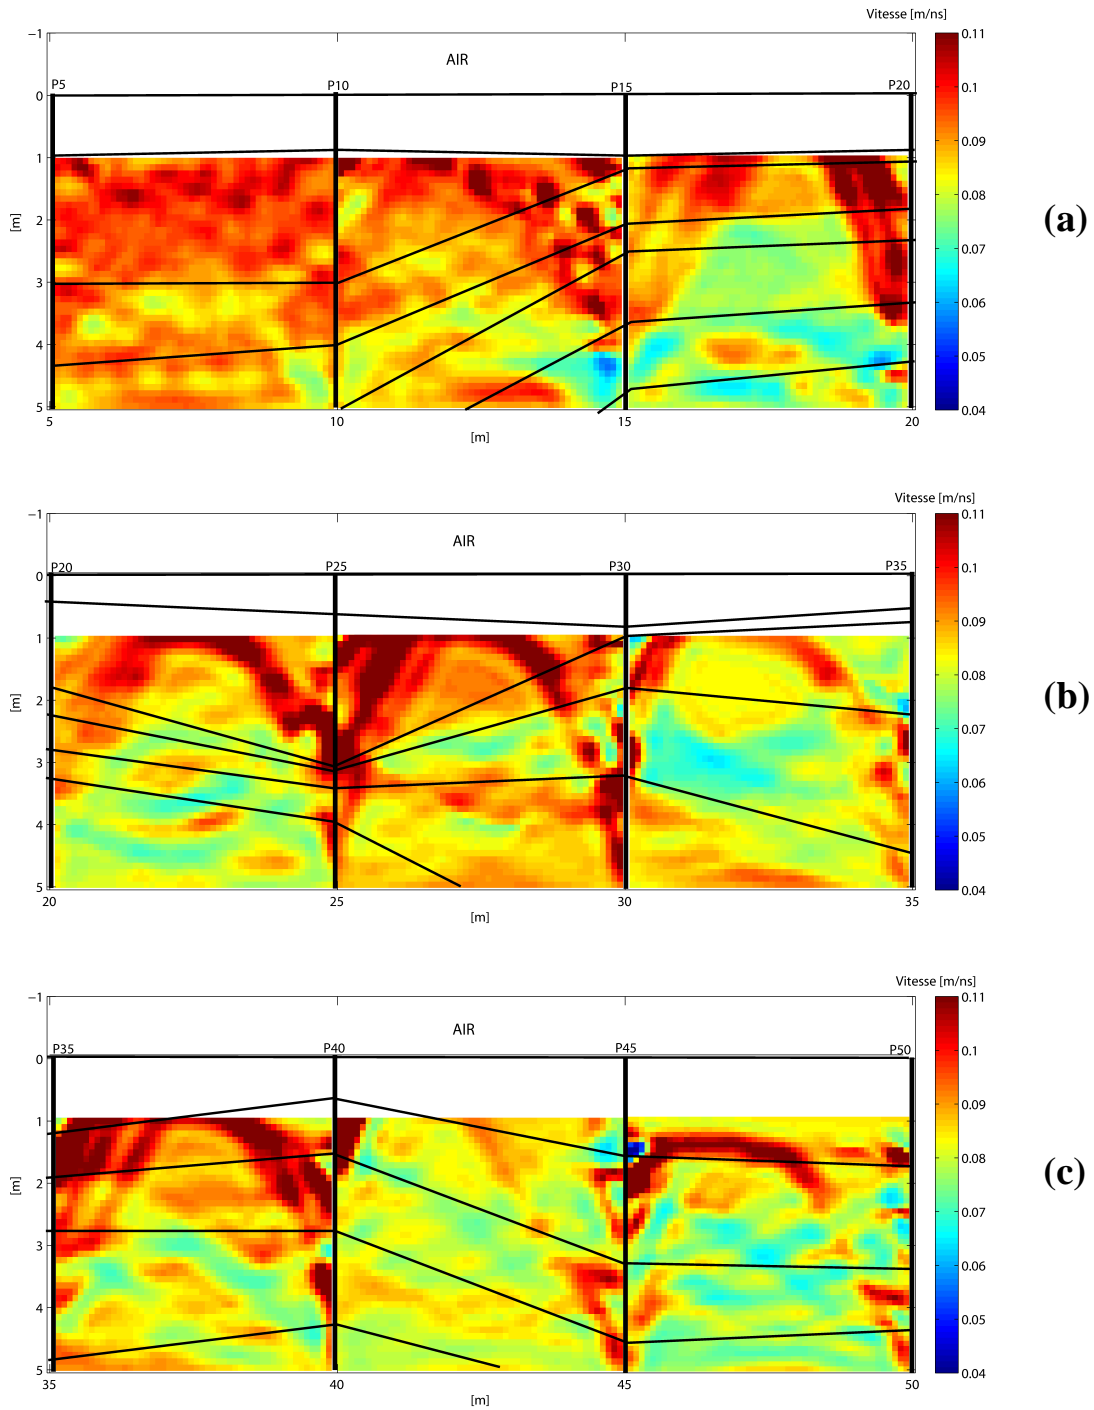 Vitesse [m/ns]
−1
AIR
P5 P10 P15 P20
0
1
2
3
4
5
[m]
5 10 15 20
[m]
0.11
0.1
0.09
0.08
0.07
0.06
0.05
0.04
(a)
Vitesse [m/ns]
−1
AIR
P20 P25 P30 P35
0
1
2
3
4
5
[m]
20 25 30 35
[m]
0.11
0.1
0.09
0.08
0.07
0.06
0.05
0.04
(b)
Vitesse [m/ns]
−1
AIR
P35 P40 P45 P50
0
1
2
3
4
5
[m]
35 40 45 50
[m]
0.11
0.1
0.09
0.08
0.07
0.06
0.05
0.04
(c)